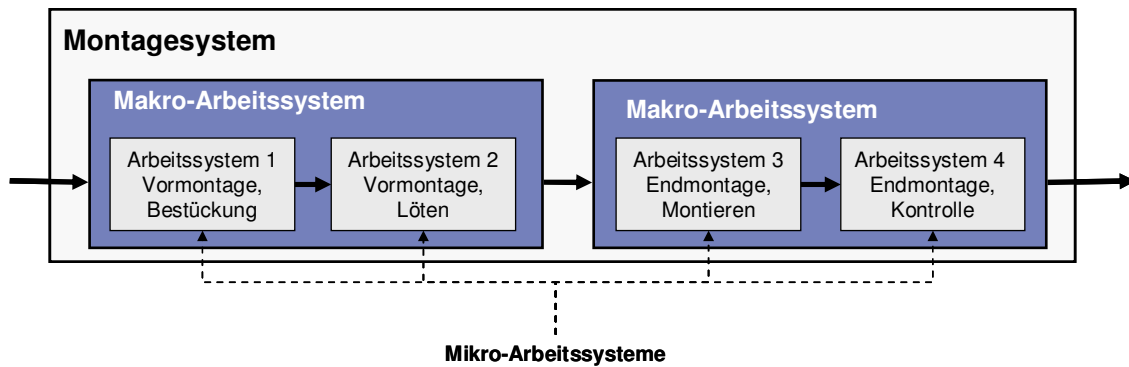 Montagesystem
Makro-Arbeitssystem
Arbeitssystem 1
Vormontage,
Bestückung
Arbeitssystem 2
Vormontage,
Löten
Makro-Arbeitssystem
Arbeitssystem 3
Endmontage,
Montieren
Arbeitssystem 4
Endmontage,
Kontrolle
Mikro-Arbeitssysteme